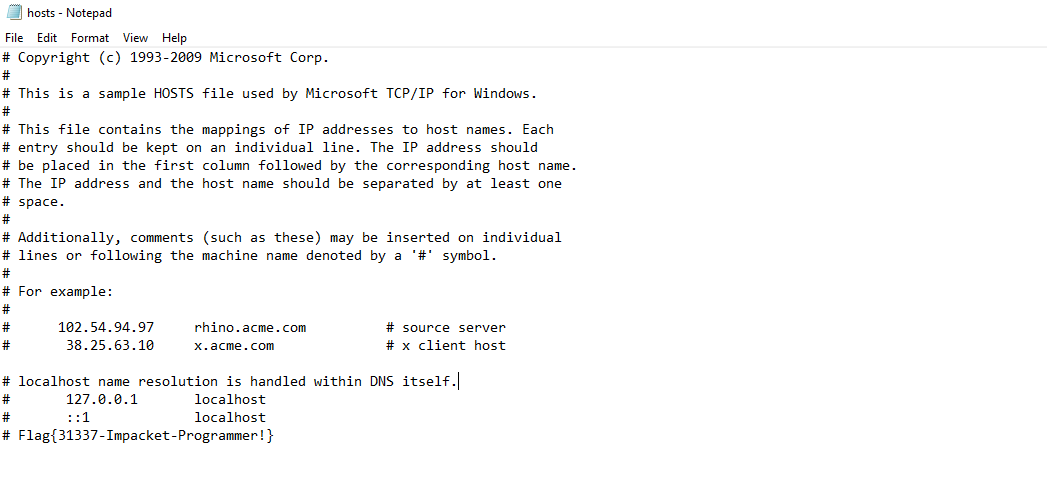 hosts - Notepad
File Edit Format View Help
# Copyright (c) 1993-2009 Microsoft Corp.
#
# This is a sample HOSTS file used by Microsoft TCP/IP for Windows.
#
# This file contains the mappings of IP addresses to host names. Each
# entry should be kept on an individual line. The IP address should
# be placed in the first column followed by the corresponding host name.
# The IP address and the host name should be separated by at least one
# space.
#
# Additionally, comments (such as these) may be inserted on individual
# lines or following the machine name denoted by a '#' symbol.
#
# For example:
#
#      102.54.94.97     rhino.acme.com          # source server
#       38.25.63.10     x.acme.com              # x client host

# localhost name resolution is handled within DNS itself.
#       127.0.0.1       localhost
#       ::1             localhost
# Flag{31337-Impacket-Programmer!}